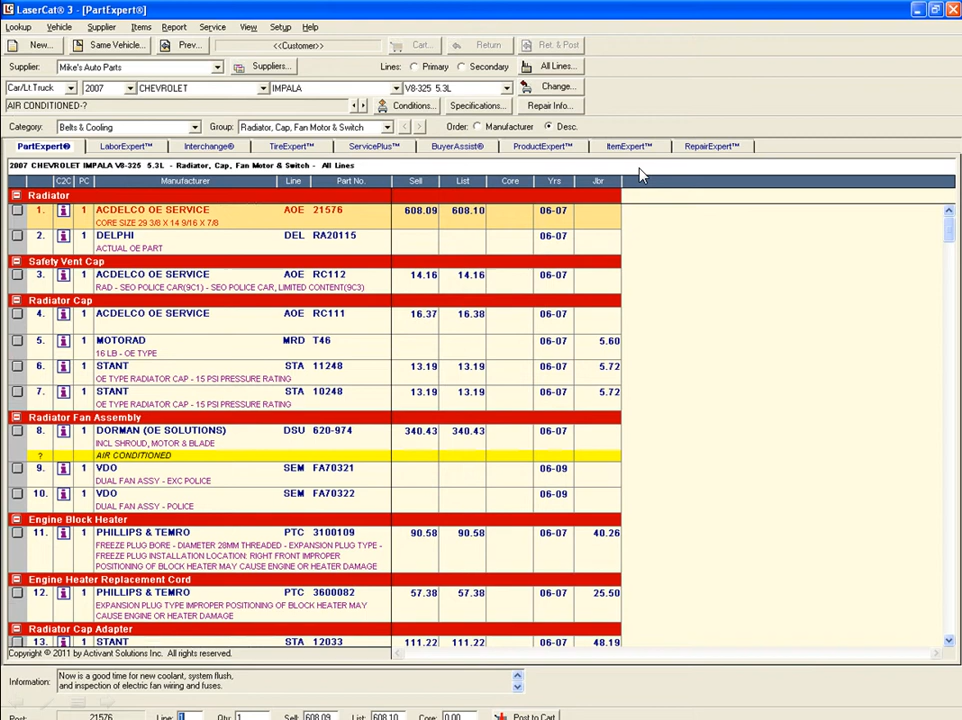 LaserCat® 3 - [PartExpert®]
Lookup Vehicle Supplier Items Report Service View Setup Help
New... Same Vehicle... Prev... <<Customer>> Cart... Return Ret. & Post
Supplier: Mike's Auto Parts Suppliers... Lines: Primary Secondary All Lines...
Car/Lt.Truck 2007 CHEVROLET IMPALA V8-325 5.3L Change...
AIR CONDITIONED-? Conditions... Specifications... Repair Info...
Category: Belts & Cooling Group: Radiator, Cap, Fan Motor & Switch Order: Manufacturer Desc.
PartExpert® LaborExpert™ Interchange® TireExpert™ ServicePlus™ BuyerAssist® ProductExpert™ ItemExpert™ RepairExpert™
2007 CHEVROLET IMPALA V8-325 5.3L - Radiator, Cap, Fan Motor & Switch - All Lines
C2C PC Manufacturer Line Part No. Sell List Core Yrs Jbr
Radiator
1. 1 ACDELCO OE SERVICE AOE 21576 608.09 608.10 06-07
CORE SIZE 29 3/8 X 14 9/16 X 7/8
2. 1 DELPHI DEL RA20115 06-07
ACTUAL OE PART
Safety Vent Cap
3. 1 ACDELCO OE SERVICE AOE RC112 14.16 14.16 06-07
RAD - SEO POLICE CAR(9C1) - SEO POLICE CAR, LIMITED CONTENT(9C3)
Radiator Cap
4. 1 ACDELCO OE SERVICE AOE RC111 16.37 16.38 06-07
5. 1 MOTORAD MRD T46 06-07 5.60
16 LB - OE TYPE
6. 1 STANT STA 11248 13.19 13.19 06-07 5.72
OE TYPE RADIATOR CAP - 15 PSI PRESSURE RATING
7. 1 STANT STA 10248 13.19 13.19 06-07 5.72
OE TYPE RADIATOR CAP - 15 PSI PRESSURE RATING
Radiator Fan Assembly
8. 1 DORMAN (OE SOLUTIONS) DSU 620-974 340.43 340.43 06-07
INCL SHROUD, MOTOR & BLADE
? AIR CONDITIONED
9. 1 VDO SEM FA70321 06-09
DUAL FAN ASSY - EXC POLICE
10. 1 VDO SEM FA70322 06-09
DUAL FAN ASSY - POLICE
Engine Block Heater
11. 1 PHILLIPS & TEMRO PTC 3100109 90.58 90.58 06-07 40.26
FREEZE PLUG BORE - DIAMETER 28MM THREADED - EXPANSION PLUG TYPE -
FREEZE PLUG INSTALLATION LOCATION: RIGHT FRONT IMPROPER
POSITIONING OF BLOCK HEATER MAY CAUSE ENGINE OR HEATER DAMAGE
Engine Heater Replacement Cord
12. 1 PHILLIPS & TEMRO PTC 3600082 57.38 57.38 06-07 25.50
EXPANSION PLUG TYPE IMPROPER POSITIONING OF BLOCK HEATER MAY
CAUSE ENGINE OR HEATER DAMAGE
Radiator Cap Adapter
13. 1 STANT STA 12033 111.22 111.22 06-07 48.19
Copyright © 2011 by Activant Solutions Inc. All rights reserved.
Information: Now is a good time for new coolant, system flush,
and inspection of electric fan wiring and fuses.
Post: 21576 Line: 1 Qty: 1 Sell: 608.09 List: 608.10 Core: 0.00 Post to Cart